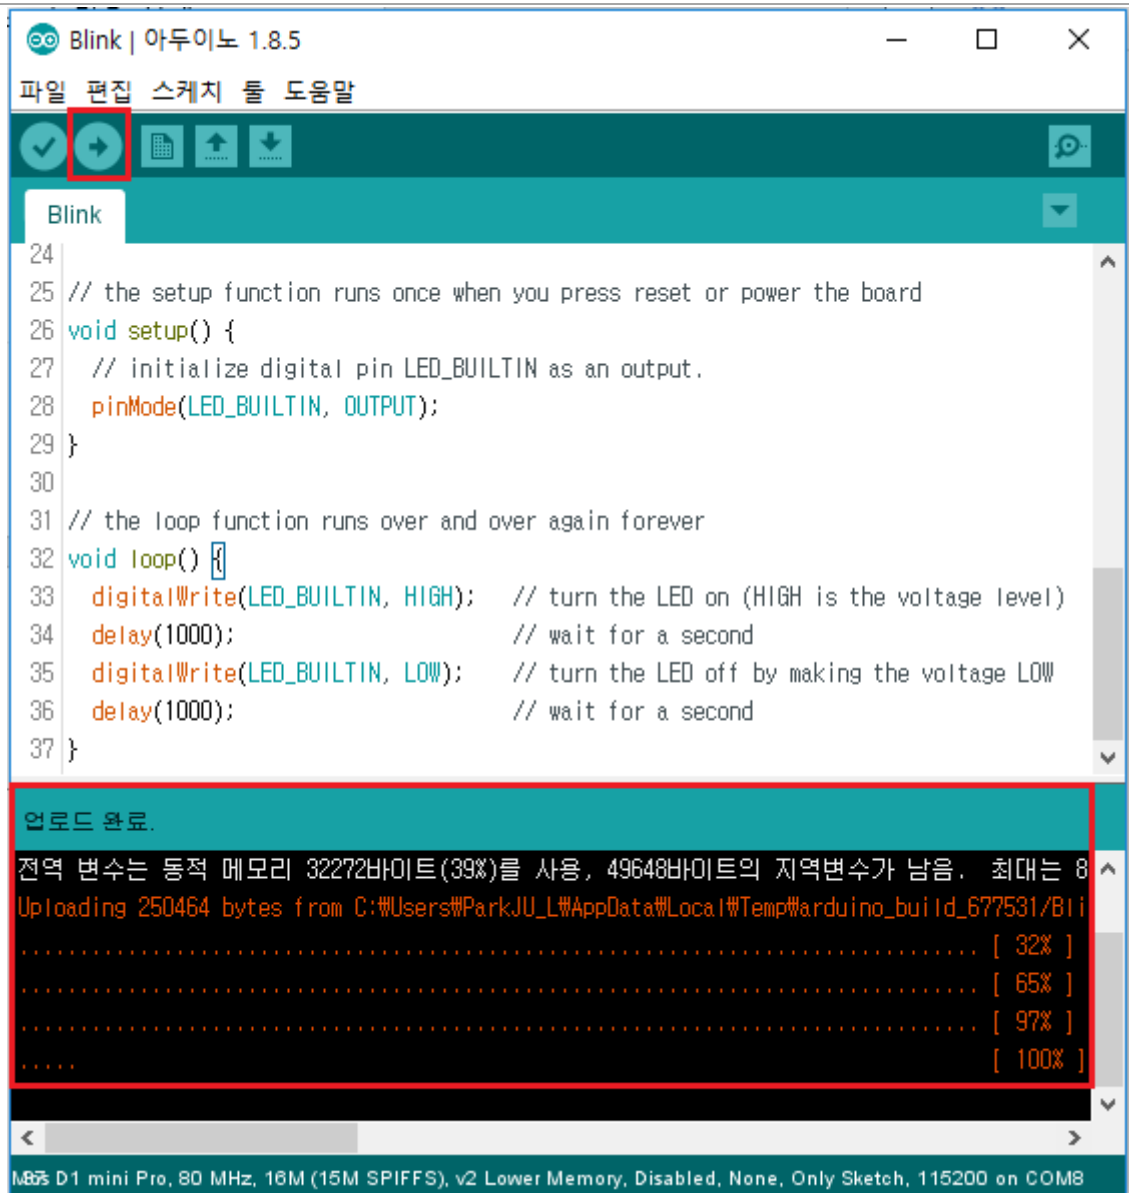 Blink | 아두이노 1.8.5
파일 편집 스케치 툴 도움말
Blink
24
25 // the setup function runs once when you press reset or power the board
26 void setup() {
27   // initialize digital pin LED_BUILTIN as an output.
28   pinMode(LED_BUILTIN, OUTPUT);
29 }
30
31 // the loop function runs over and over again forever
32 void loop() {
33   digitalWrite(LED_BUILTIN, HIGH);   // turn the LED on (HIGH is the voltage level)
34   delay(1000);                       // wait for a second
35   digitalWrite(LED_BUILTIN, LOW);    // turn the LED off by making the voltage LOW
36   delay(1000);                       // wait for a second
37 }
업로드 완료.
전역 변수는 동적 메모리 32272바이트(39%)를 사용, 49648바이트의 지역변수가 남음. 최대는 8
Uploading 250464 bytes from C:₩Users₩ParkJU_L₩AppData₩Local₩Temp₩arduino_build_677531/Bli
................................................................................ [ 32% ]
................................................................................ [ 65% ]
................................................................................ [ 97% ]
..... [ 100% ]
D1 mini Pro, 80 MHz, 16M (15M SPIFFS), v2 Lower Memory, Disabled, None, Only Sketch, 115200 on COM8